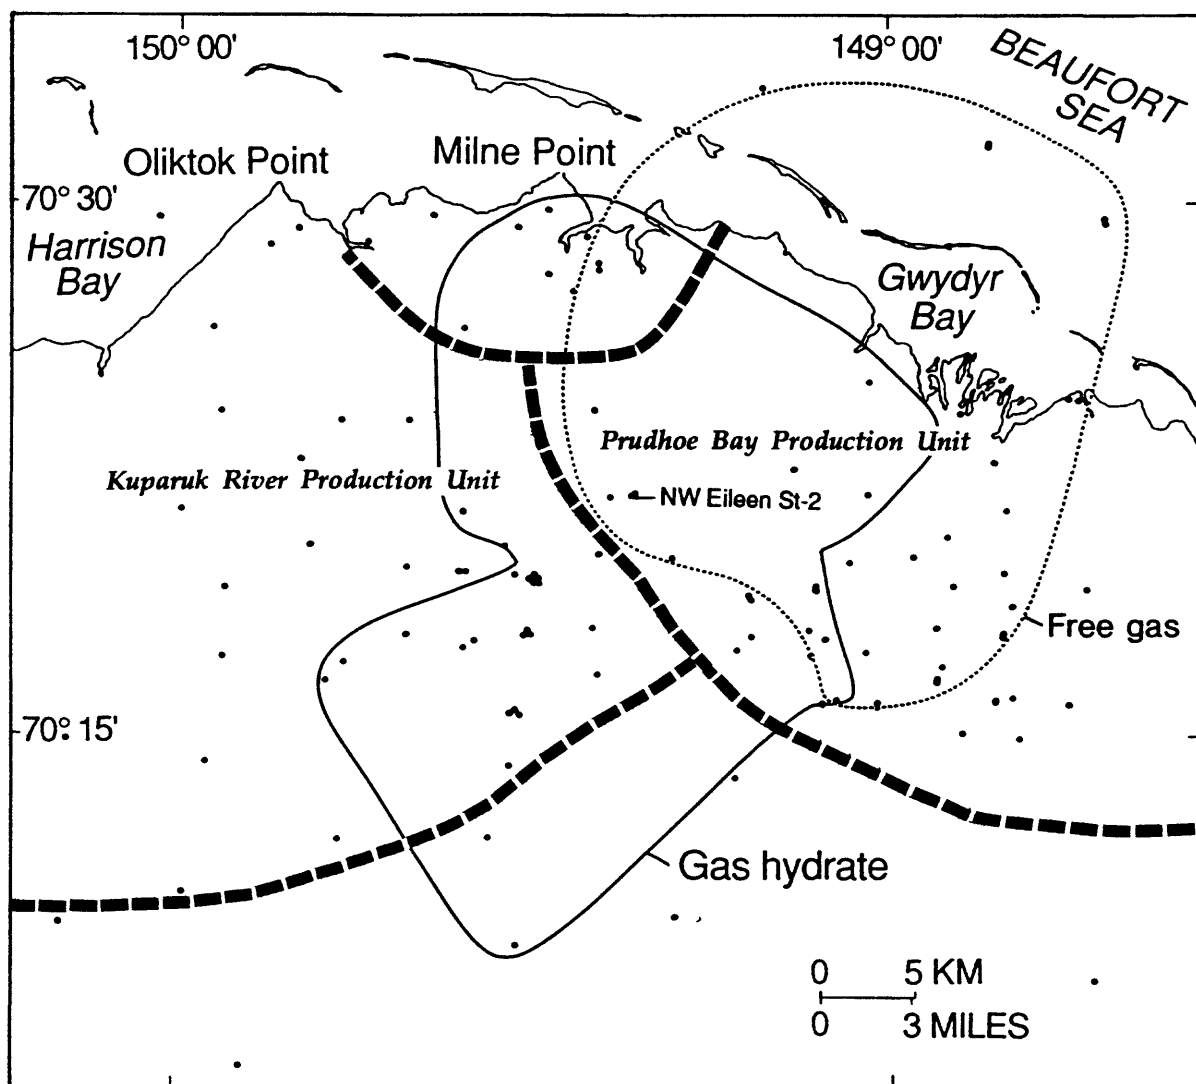 150° 00'
149° 00'
BEAUFORT
SEA
Oliktok Point
Milne Point
70° 30'
Harrison
Bay
Gwydyr
Bay
Prudhoe Bay Production Unit
Kuparuk River Production Unit
NW Eileen St-2
Free gas
70° 15'
Gas hydrate
0 5 KM
0 3 MILES